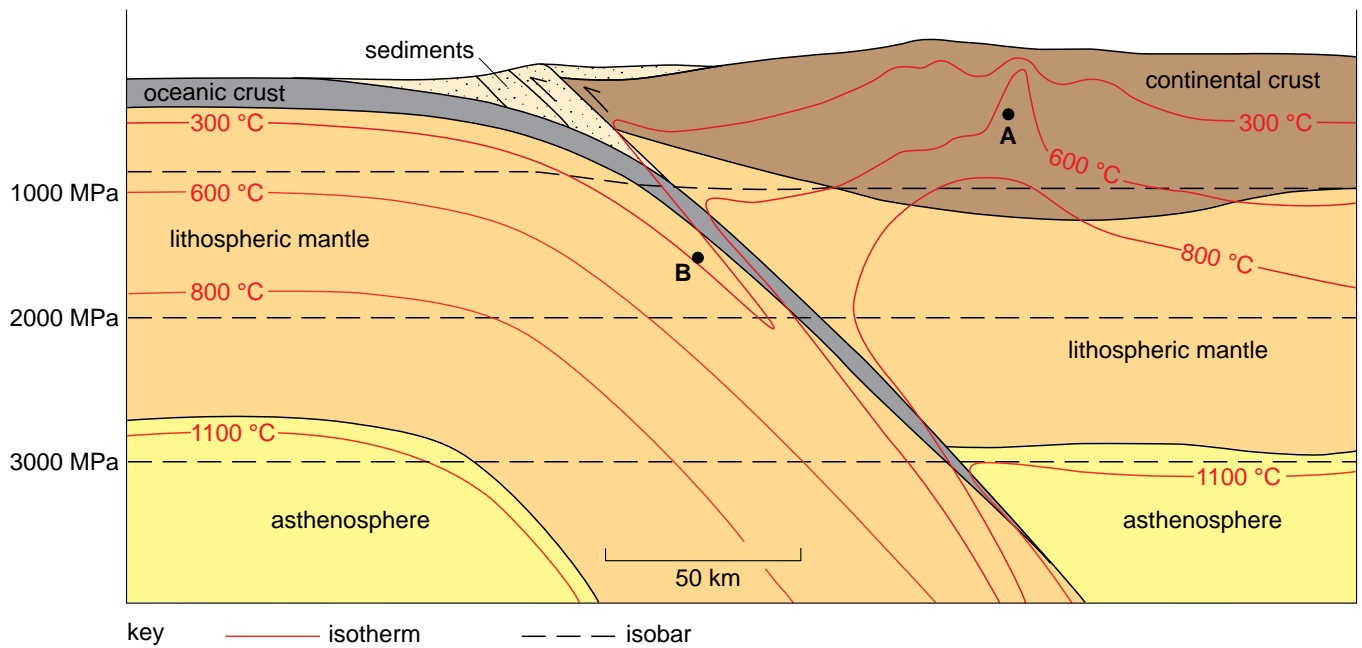 sediments
oceanic crust
continental crust
300 °C
300 °C
A
600 °C
1000 MPa
600 °C
lithospheric mantle
B
800 °C
800 °C
2000 MPa
lithospheric mantle
1100 °C
3000 MPa
1100 °C
asthenosphere
asthenosphere
50 km
key
isotherm
isobar